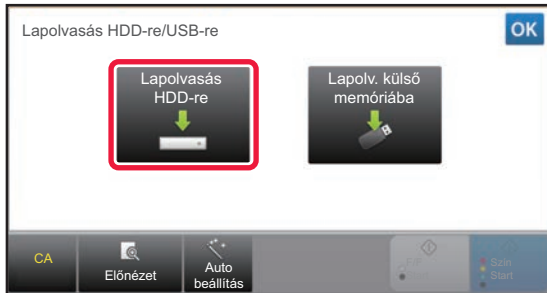 Lapolvasás HDD-re/USB-re
OK
Lapolvasás
HDD-re
Lapolv. külső
memóriába
CA
Előnézet
Auto
beállítás
Szín
Start